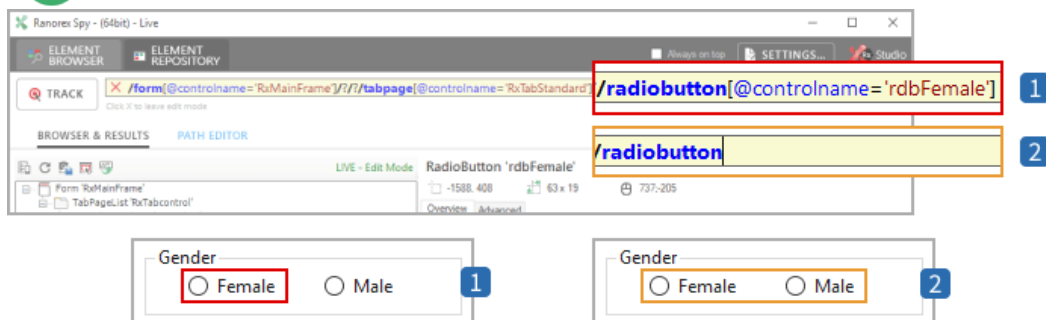 Ranorex Spy - (64bit) - Live
ELEMENT BROWSER
ELEMENT REPOSITORY
Always on top
SETTINGS...
Studio
TRACK
/form[@controlname='RxMainFrame']/?/?/tabpage[@controlname='RxTabStandard']
/radiobutton[@controlname='rdbFemale']
1
Click X to leave edit mode
BROWSER & RESULTS
PATH EDITOR
/radiobutton
2
LIVE - Edit Mode
RadioButton 'rdbFemale'
Form 'RxMainFrame'
-1588, 408
63 x 19
737;-205
TabPageList 'RxTabcontrol'
Overview
Advanced
Gender
Female
Male
1
Gender
Female
Male
2